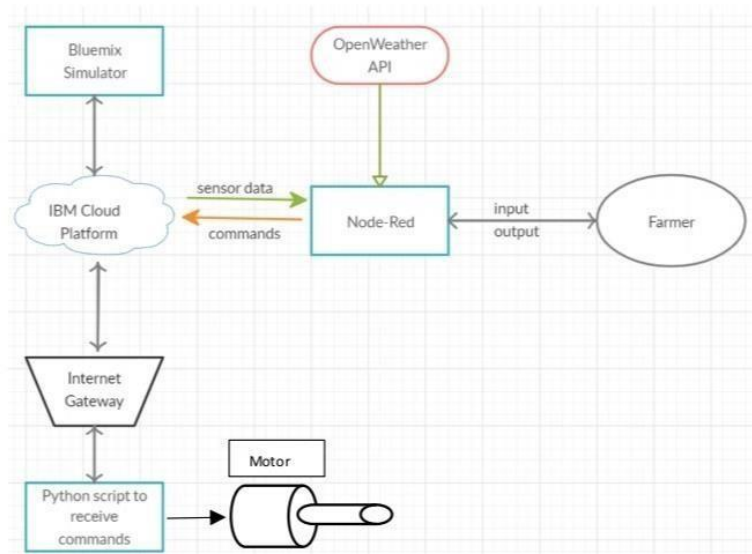 Bluemix
Simulator
OpenWeather
API
IBM Cloud
Platform
sensor data
commands
Node-Red
input
output
Farmer
Internet
Gateway
Motor
Python script to
receive
commands